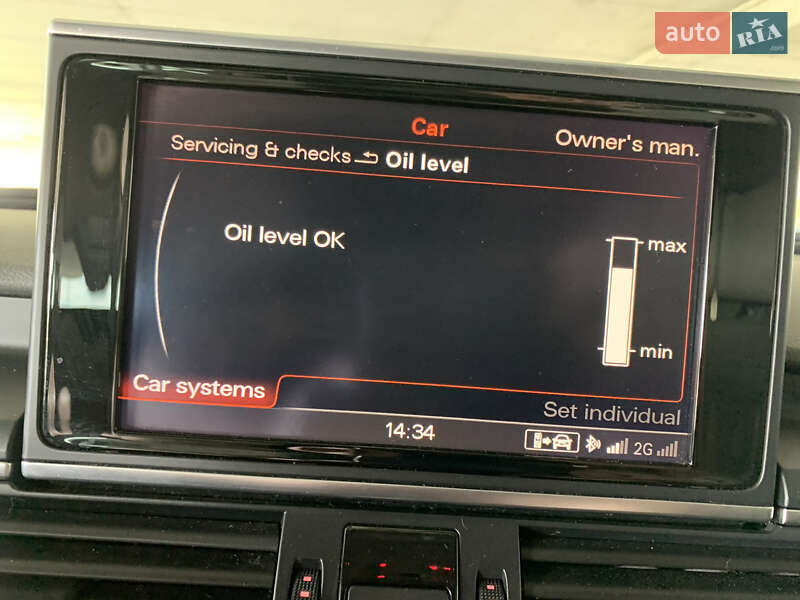 auto RIA.com
Car
Owner's man.
Servicing & checks Oil level
Oil level OK
max
min
Car systems
Set individual
14:34
2G